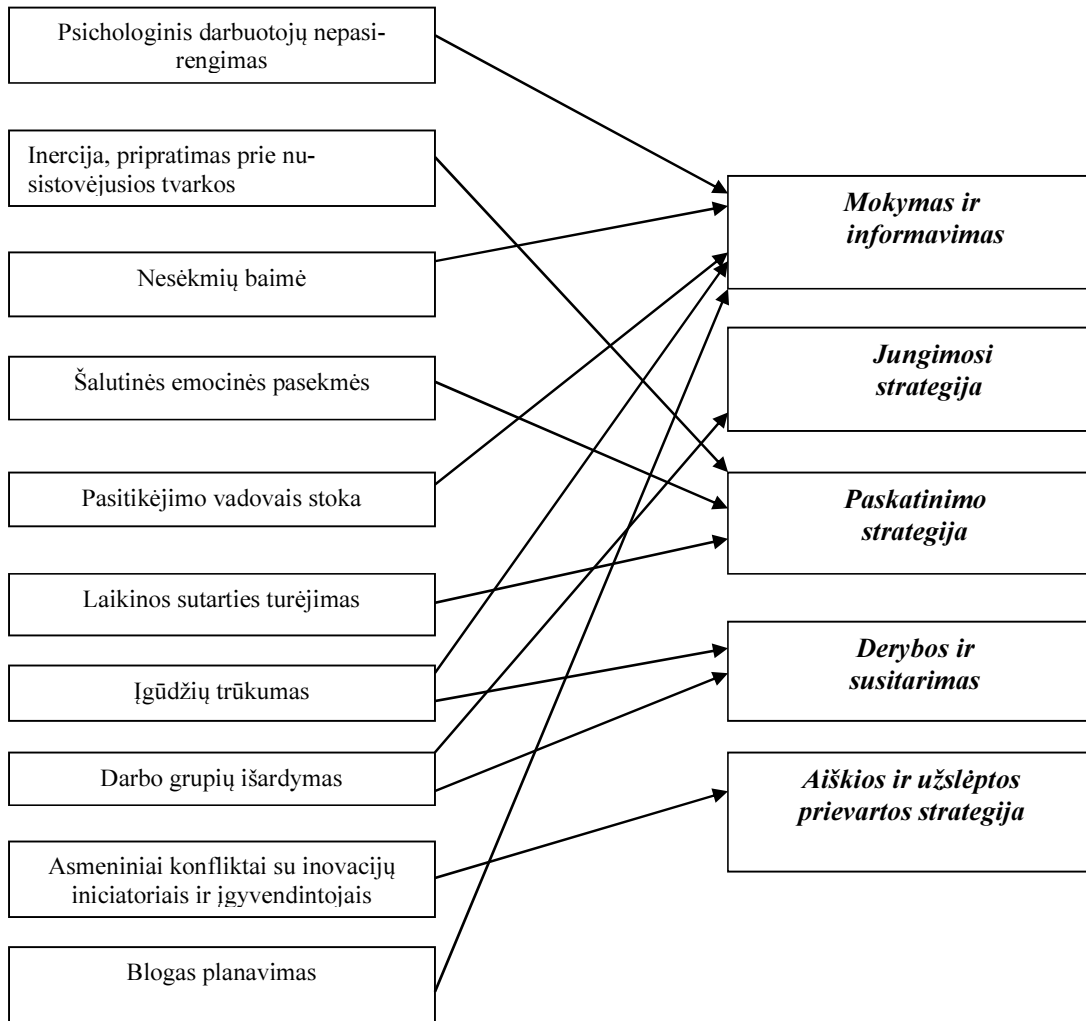 Psichologinis darbuotojų nepasi-
rengimas
Inercija, pripratimas prie nu-
sistovėjusios tvarkos
Nesėkmių baimė
Šalutinės emocinės pasekmės
Pasitikėjimo vadovais stoka
Laikinos sutarties turėjimas
Įgūdžių trūkumas
Darbo grupių išardymas
Asmeniniai konfliktai su inovacijų
iniciatoriais ir įgyvendintojais
Blogas planavimas
Mokymas ir
informavimas
Jungimosi
strategija
Paskatinimo
strategija
Derybos ir
susitarimas
Aiškios ir užslėptos
prievartos strategija